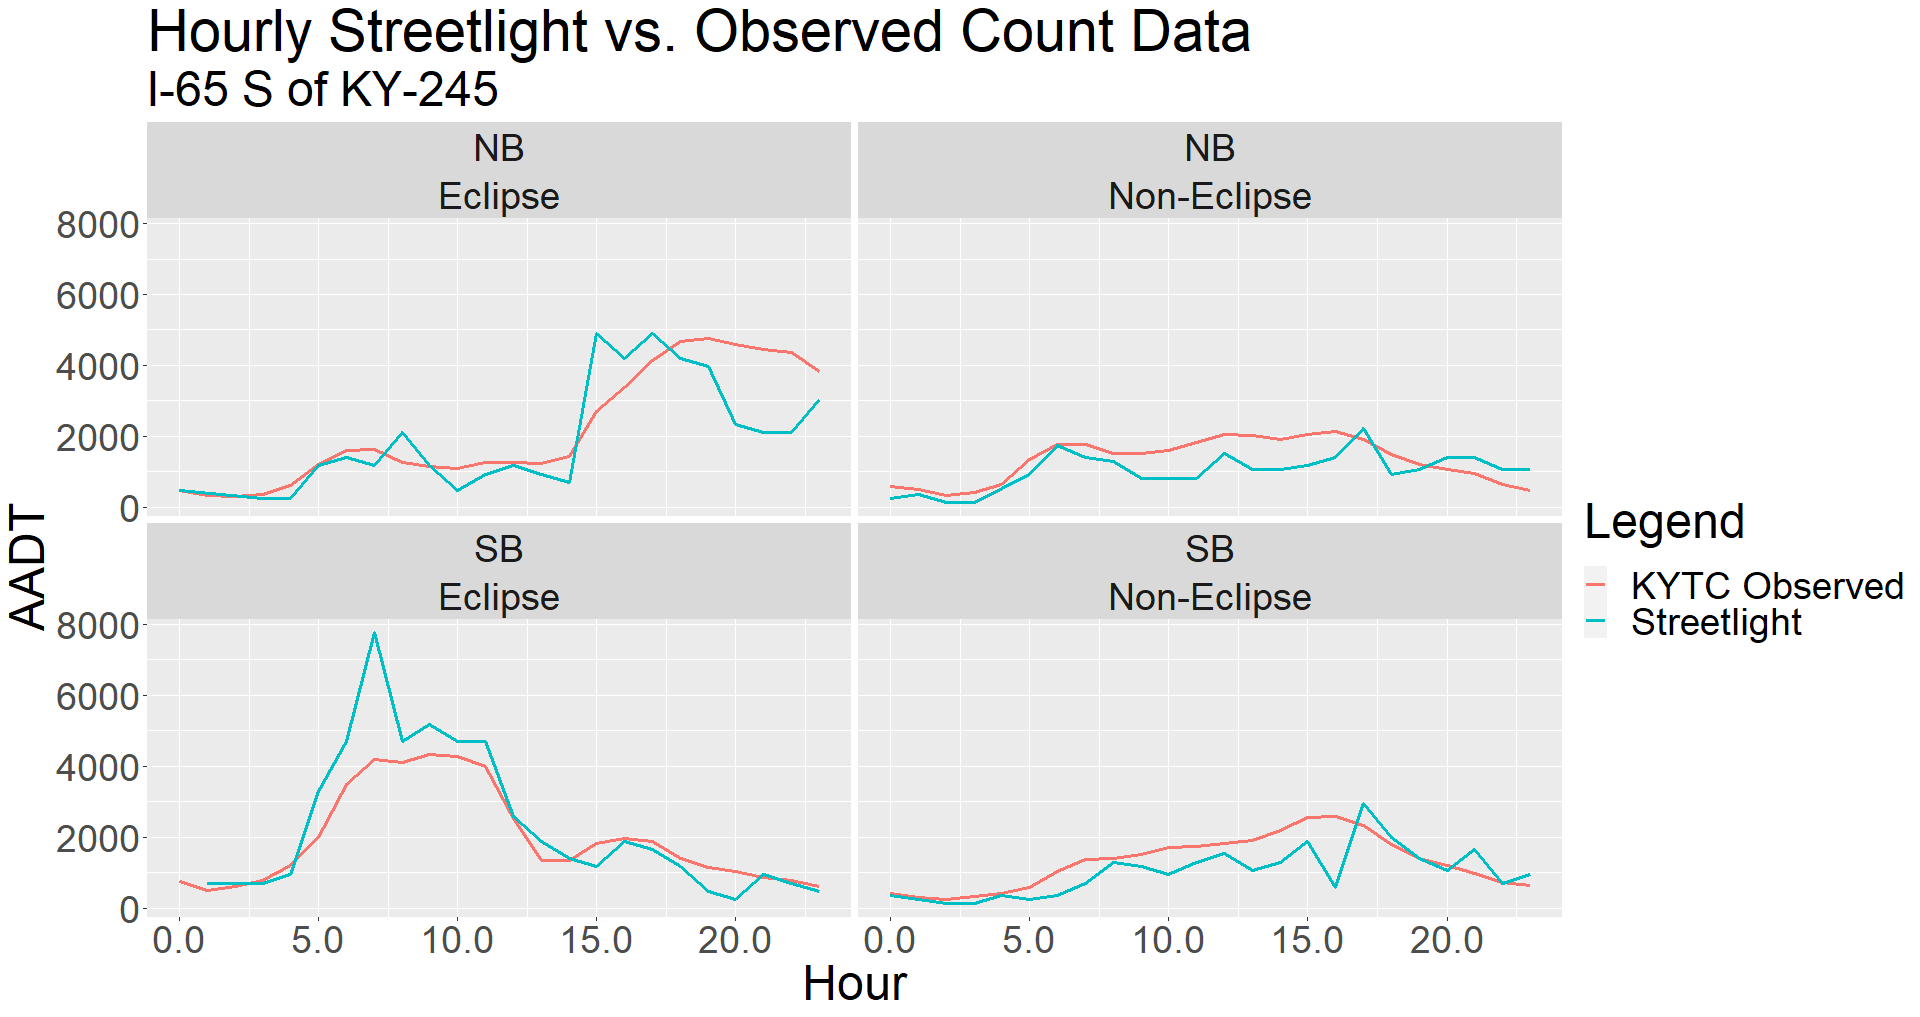 Hourly Streetlight vs. Observed Count Data
I-65 S of KY-245
NB
Eclipse
NB
Non-Eclipse
8000
6000
4000
2000
0
SB
Eclipse
SB
Non-Eclipse
8000
6000
4000
2000
0
0.0 5.0 10.0 15.0 20.0
0.0 5.0 10.0 15.0 20.0
Hour
AADT
Legend
KYTC Observed
Streetlight